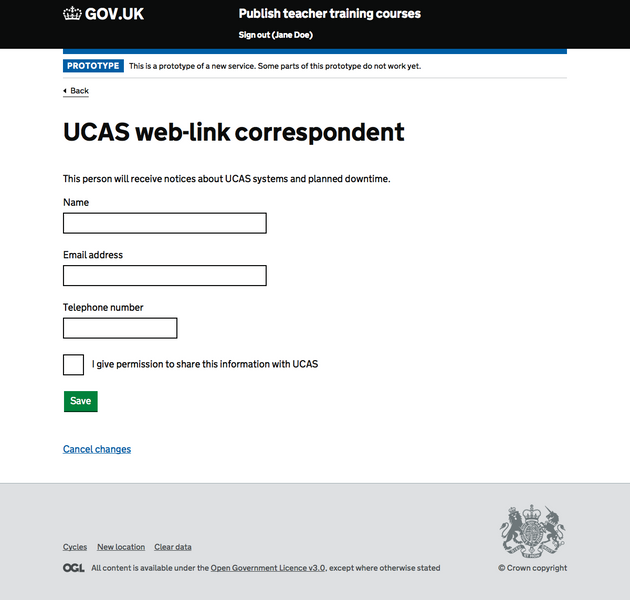 GOV.UK
Publish teacher training courses
Sign out (Jane Doe)
PROTOTYPE This is a prototype of a new service. Some parts of this prototype do not work yet.
Back
UCAS web-link correspondent
This person will receive notices about UCAS systems and planned downtime.
Name
Email address
Telephone number
I give permission to share this information with UCAS
Save
Cancel changes
Cycles New location Clear data
OGL All content is available under the Open Government Licence v3.0, except where otherwise stated
© Crown copyright